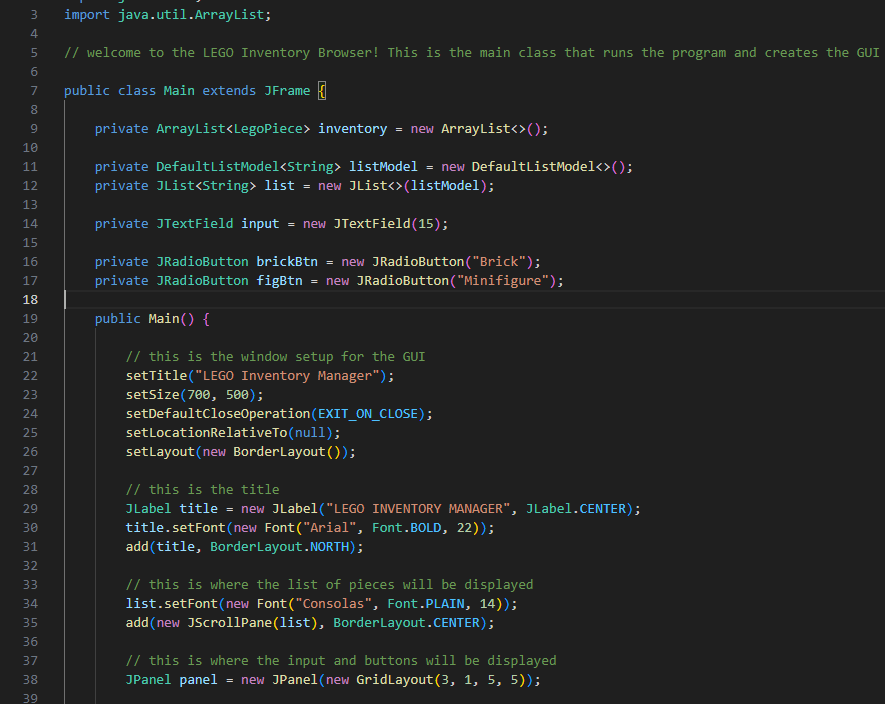 3 import java.util.ArrayList;
4
5 // welcome to the LEGO Inventory Browser! This is the main class that runs the program and creates the GUI
6
7 public class Main extends JFrame {
8
9 private ArrayList<LegoPiece> inventory = new ArrayList<>();
10
11 private DefaultListModel<String> listModel = new DefaultListModel<>();
12 private JList<String> list = new JList<>(listModel);
13
14 private JTextField input = new JTextField(15);
15
16 private JRadioButton brickBtn = new JRadioButton("Brick");
17 private JRadioButton figBtn = new JRadioButton("Minifigure");
18
19 public Main() {
20
21 // this is the window setup for the GUI
22 setTitle("LEGO Inventory Manager");
23 setSize(700, 500);
24 setDefaultCloseOperation(EXIT_ON_CLOSE);
25 setLocationRelativeTo(null);
26 setLayout(new BorderLayout());
27
28 // this is the title
29 JLabel title = new JLabel("LEGO INVENTORY MANAGER", JLabel.CENTER);
30 title.setFont(new Font("Arial", Font.BOLD, 22));
31 add(title, BorderLayout.NORTH);
32
33 // this is where the list of pieces will be displayed
34 list.setFont(new Font("Consolas", Font.PLAIN, 14));
35 add(new JScrollPane(list), BorderLayout.CENTER);
36
37 // this is where the input and buttons will be displayed
38 JPanel panel = new JPanel(new GridLayout(3, 1, 5, 5));
39